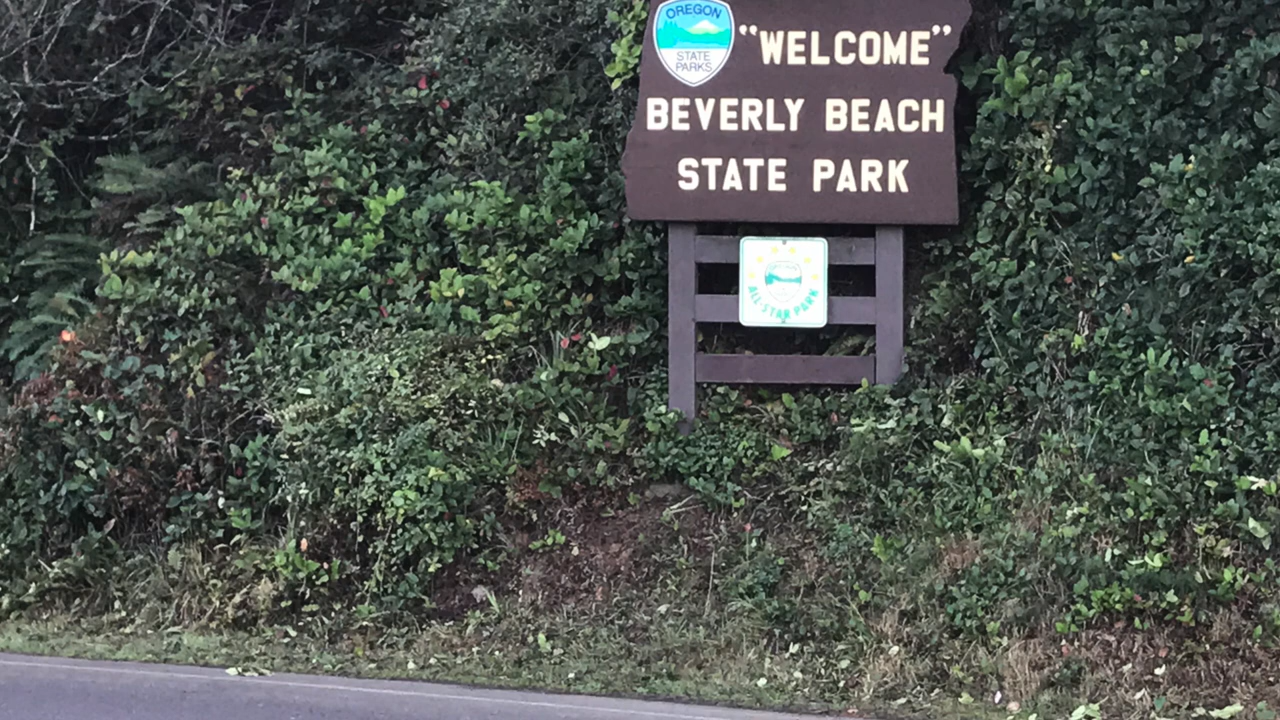 OREGON
STATE
PARKS
"WELCOME"
BEVERLY BEACH
STATE PARK
ALL-STAR PARK